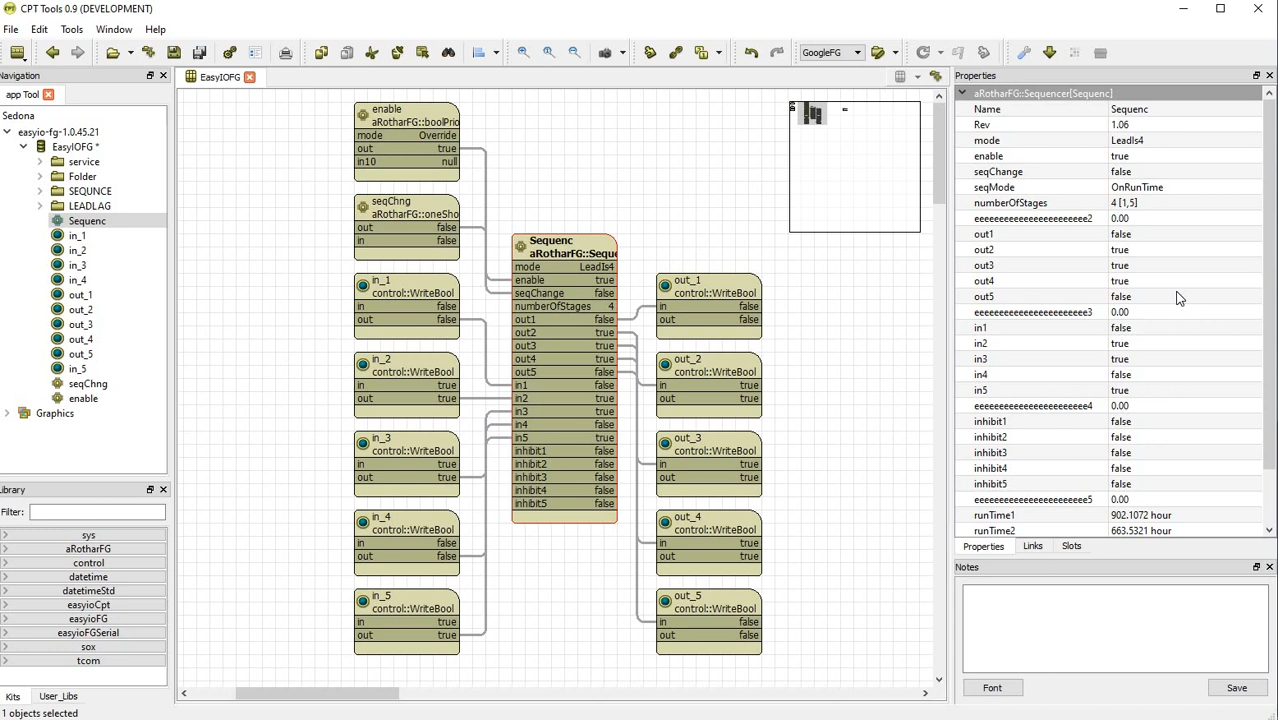 CPT Tools 0.9 (DEVELOPMENT)
File Edit Tools Window Help
GoogleFG
Navigation
app Tool
Sedona
easyio-fg-1.0.45.21
EasyIOFG *
service
Folder
SEQUNCE
LEADLAG
Sequenc
in_1
in_2
in_3
in_4
out_1
out_2
out_3
out_4
out_5
in_5
seqChng
enable
Graphics
Library
Filter:
sys
aRotharFG
control
datetime
datetimeStd
easyioCpt
easyioFG
easyioFGSerial
sox
tcom
Kits User_Libs
1 objects selected
EasyIOFG
enable
aRotharFG::boolPrio
mode Override
out true
in10 null
seqChng
aRotharFG::oneSho
out false
in false
in_1
control::WriteBool
in false
out false
in_2
control::WriteBool
in true
out true
in_3
control::WriteBool
in true
out true
in_4
control::WriteBool
in false
out false
in_5
control::WriteBool
in true
out true
Sequenc
aRotharFG::Seque
mode LeadIs4
enable true
seqChange false
numberOfStages 4
out1 false
out2 true
out3 true
out4 true
out5 false
in1 false
in2 true
in3 true
in4 false
in5 true
inhibit1 false
inhibit2 false
inhibit3 false
inhibit4 false
inhibit5 false
out_1
control::WriteBool
in false
out false
out_2
control::WriteBool
in true
out true
out_3
control::WriteBool
in true
out true
out_4
control::WriteBool
in true
out true
out_5
control::WriteBool
in false
out false
Properties
aRotharFG::Sequencer[Sequenc]
Name Sequenc
Rev 1.06
mode LeadIs4
enable true
seqChange false
seqMode OnRunTime
numberOfStages 4 [1,5]
eeeeeeeeeeeeeeeeeeeeee2 0.00
out1 false
out2 true
out3 true
out4 true
out5 false
eeeeeeeeeeeeeeeeeeeeee3 0.00
in1 false
in2 true
in3 true
in4 false
in5 true
eeeeeeeeeeeeeeeeeeeeee4 0.00
inhibit1 false
inhibit2 false
inhibit3 false
inhibit4 false
inhibit5 false
eeeeeeeeeeeeeeeeeeeeee5 0.00
runTime1 902.1072 hour
runTime2 663.5321 hour
Properties Links Slots
Notes
Font Save